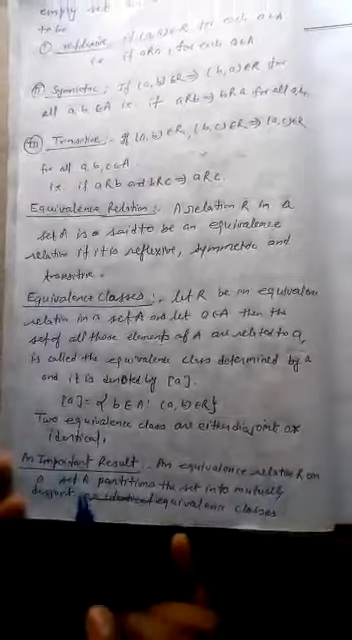 empty set
to be
(i) reflexive, if (a,a)∈R for each a∈A
i.e if aRa, for each a∈A
(ii) Symmetric, If (a,b)∈R ⇒ (b,a)∈R for
all a,b ∈A i.e. if aRb ⇒ bRa for all a,b,
(iii) Transitive. If (a,b)∈R, (b,c)∈R ⇒ (a,c)∈R
for all a,b,c∈A.
i.e. if aRb and bRc ⇒ aRc.
Equivalence Relation:. A relation R in a
set A is a said to be an equivalence
relation if it is reflexive, symmetric and
transitive.
Equivalence Classes:. Let R be an equivalence
relation in a set A and let a∈A then the
set of all those elements of A are related to a,
is called the equivalence class determined by a
and it is denoted by [a].
[a] = { b∈A: (a,b)∈R}
Two equivalence class are either disjoint or
identical.
An Important Result:. An equivalence relation R on
a set A partitions the set into mutually
disjoint equivalence classes